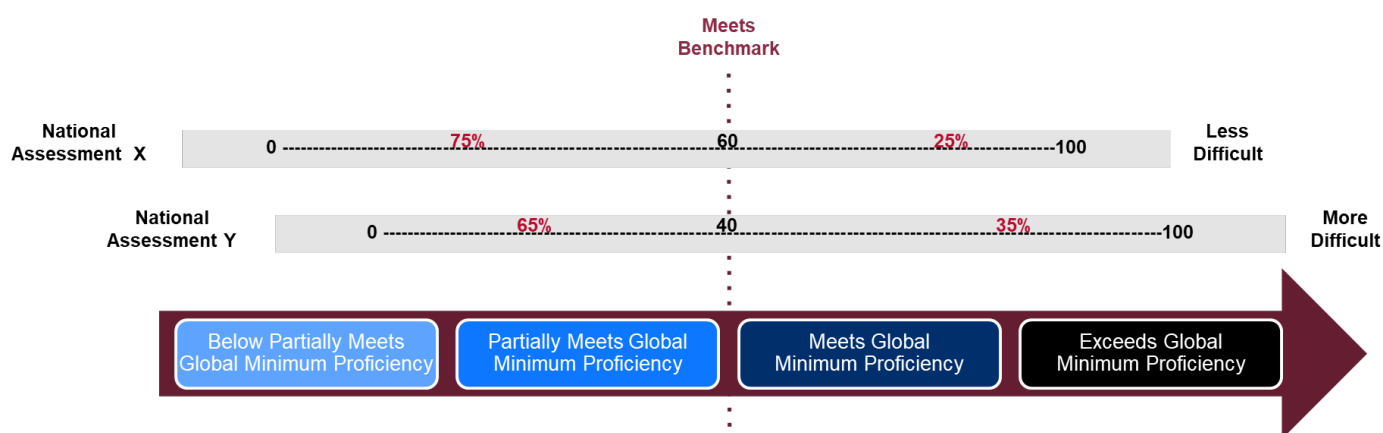 Meets
Benchmark
National
Assessment X
0 75% 60 25% 100
Less
Difficult
National
Assessment Y
0 65% 40 35% 100
More
Difficult
Below Partially Meets
Global Minimum Proficiency
Partially Meets Global
Minimum Proficiency
Meets Global
Minimum Proficiency
Exceeds Global
Minimum Proficiency